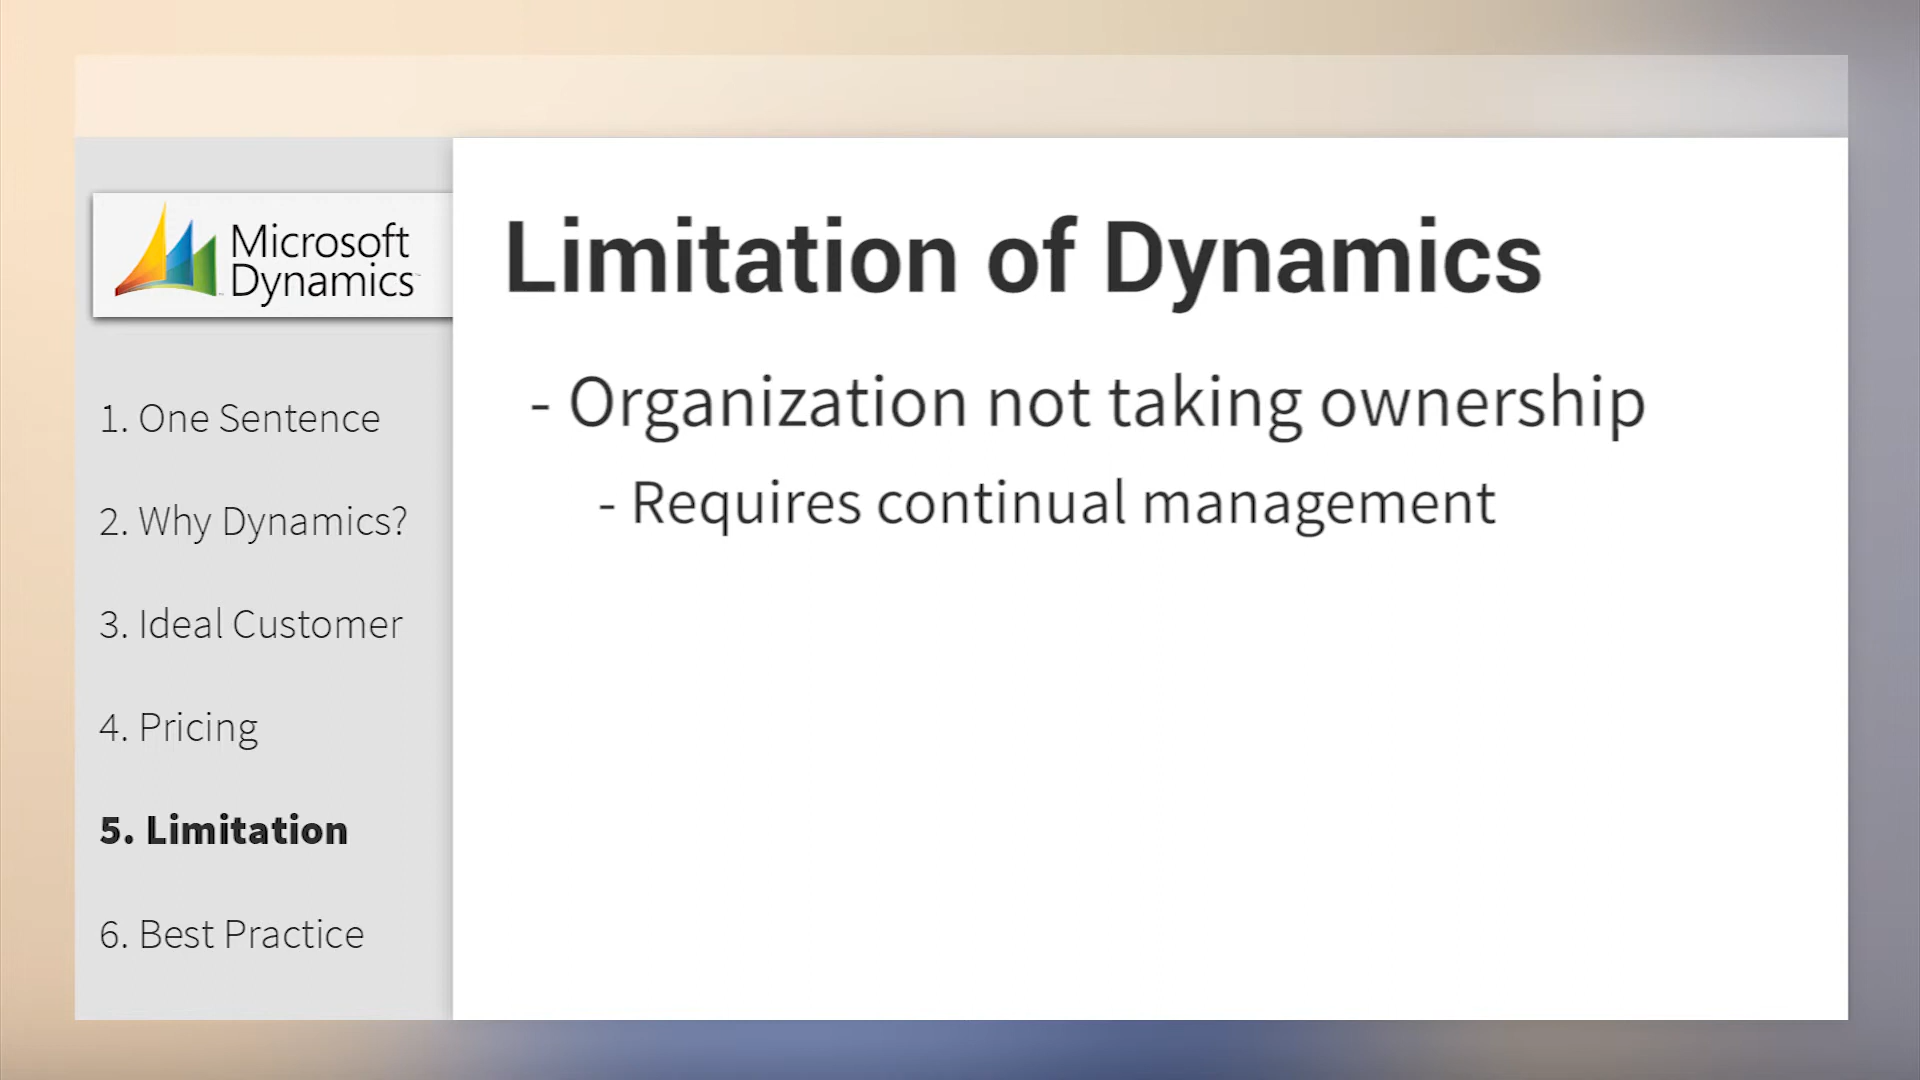 Microsoft
Dynamics
1. One Sentence
2. Why Dynamics?
3. Ideal Customer
4. Pricing
5. Limitation
6. Best Practice
Limitation of Dynamics
- Organization not taking ownership
- Requires continual management